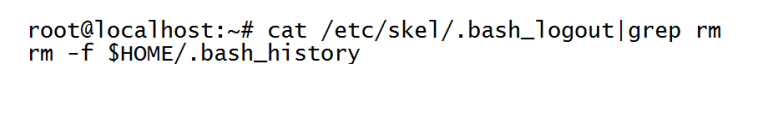 root@localhost:~# cat /etc/skel/.bash_logout|grep rm
rm -f $HOME/.bash_history